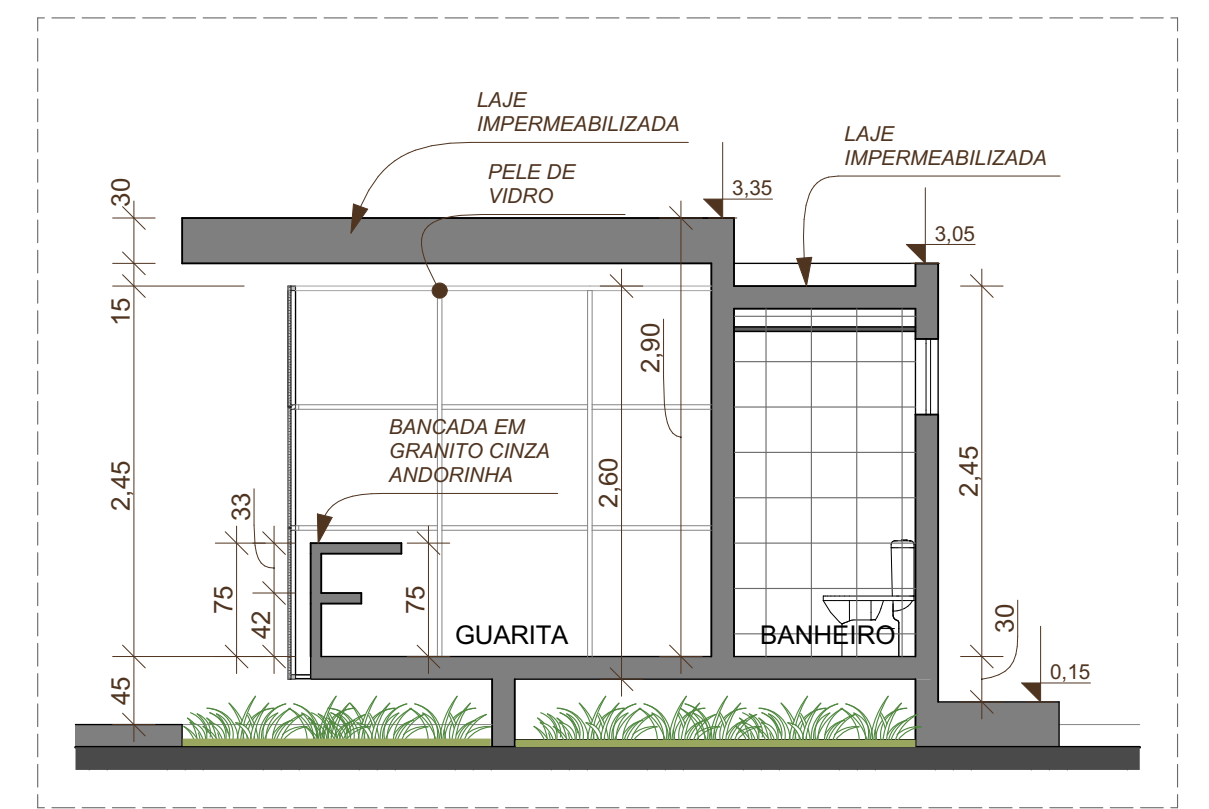 LAJE
IMPERMEABILIZADA
LAJE
IMPERMEABILIZADA
PELE DE
VIDRO
30
3,35
3,05
15
2,90
BANCADA EM
GRANITO CINZA
ANDORINHA
2,45
33
2,60
2,45
75
42
75
GUARITA
BANHEIRO
30
45
0,15